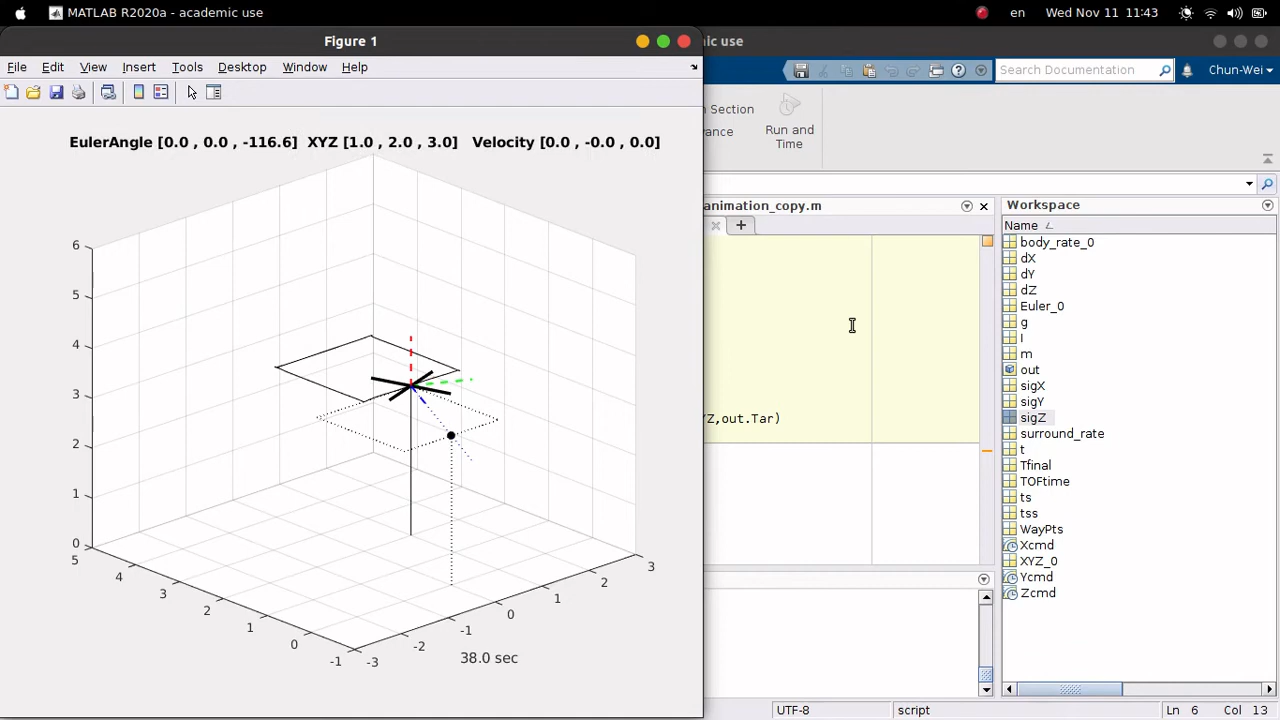 MATLAB R2020a - academic use
en
Wed Nov 11 11:43
Figure 1
ic use
File Edit View Insert Tools Desktop Window Help
Search Documentation
Chun-Wei
n Section
vance
Run and
Time
EulerAngle [0.0 , 0.0 , -116.6] XYZ [1.0 , 2.0 , 3.0] Velocity [0.0 , -0.0 , 0.0]
6
5
4
3
2
1
0
5
4
3
2
1
0
-1
-3
-2
-1
0
1
2
3
38.0 sec
animation_copy.m
YZ,out.Tar)
Workspace
Name
body_rate_0
dX
dY
dZ
Euler_0
g
I
m
out
sigX
sigY
sigZ
surround_rate
t
Tfinal
TOFtime
ts
tss
WayPts
Xcmd
XYZ_0
Ycmd
Zcmd
UTF-8
script
Ln 6 Col 13